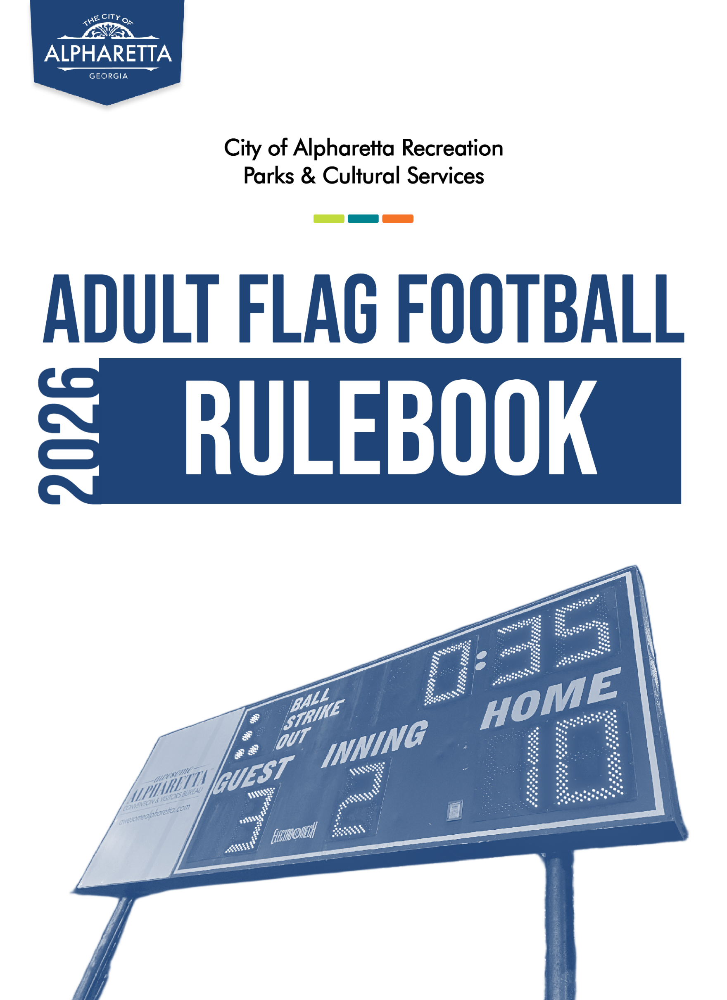 THE CITY OF
ALPHARETTA
GEORGIA
City of Alpharetta Recreation
Parks & Cultural Services
ADULT FLAG FOOTBALL
2026
RULEBOOK
0:35
BALL
STRIKE
OUT
HOME
INNING
GUEST
10
2
3
awesome
ALPHARETTA
CONVENTION & VISITORS BUREAU
awesomealpharetta.com
ELECTRO-MECH